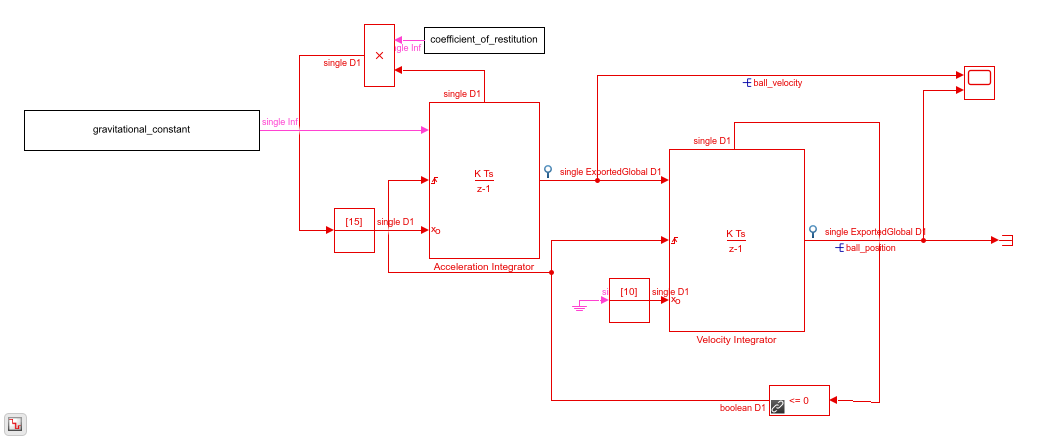 coefficient_of_restitution
gle Inf
×
single D1
single D1
ball_velocity
gravitational_constant
single Inf
single D1
K Ts
z-1
single ExportedGlobal D1
[15]
single D1
xo
K Ts
z-1
single ExportedGlobal D1
ball_position
Acceleration Integrator
si
[10]
single D1
xo
Velocity Integrator
<= 0
boolean D1